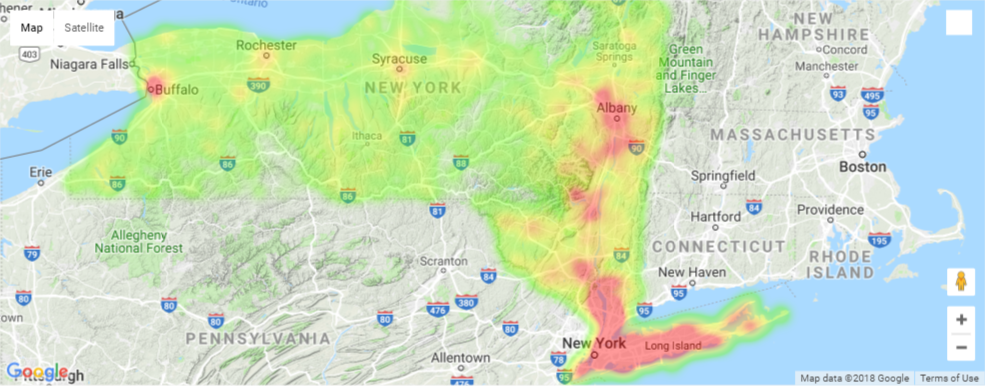 Map
Satellite
403
Niagara Falls
Buffalo
Rochester
390
Syracuse
NEW YORK
Ithaca
81
90
86
86
88
86
81
Erie
Allegheny
National Forest
79
80
80
80
80
80
Scranton
84
380
476
PENNSYLVANIA
Allentown
476
78
95
New York
Long Island
Saratoga
Springs
Albany
90
84
Green
Mountain
and Finger
Lakes...
NEW
HAMPSHIRE
Concord
Manchester
93
495
95
MASSACHUSETTS
Boston
Springfield
84
Hartford
Providence
CONNECTICUT
195
RHODE
ISLAND
New Haven
95
95
+
−
Google
Map data ©2018 Google
Terms of Use